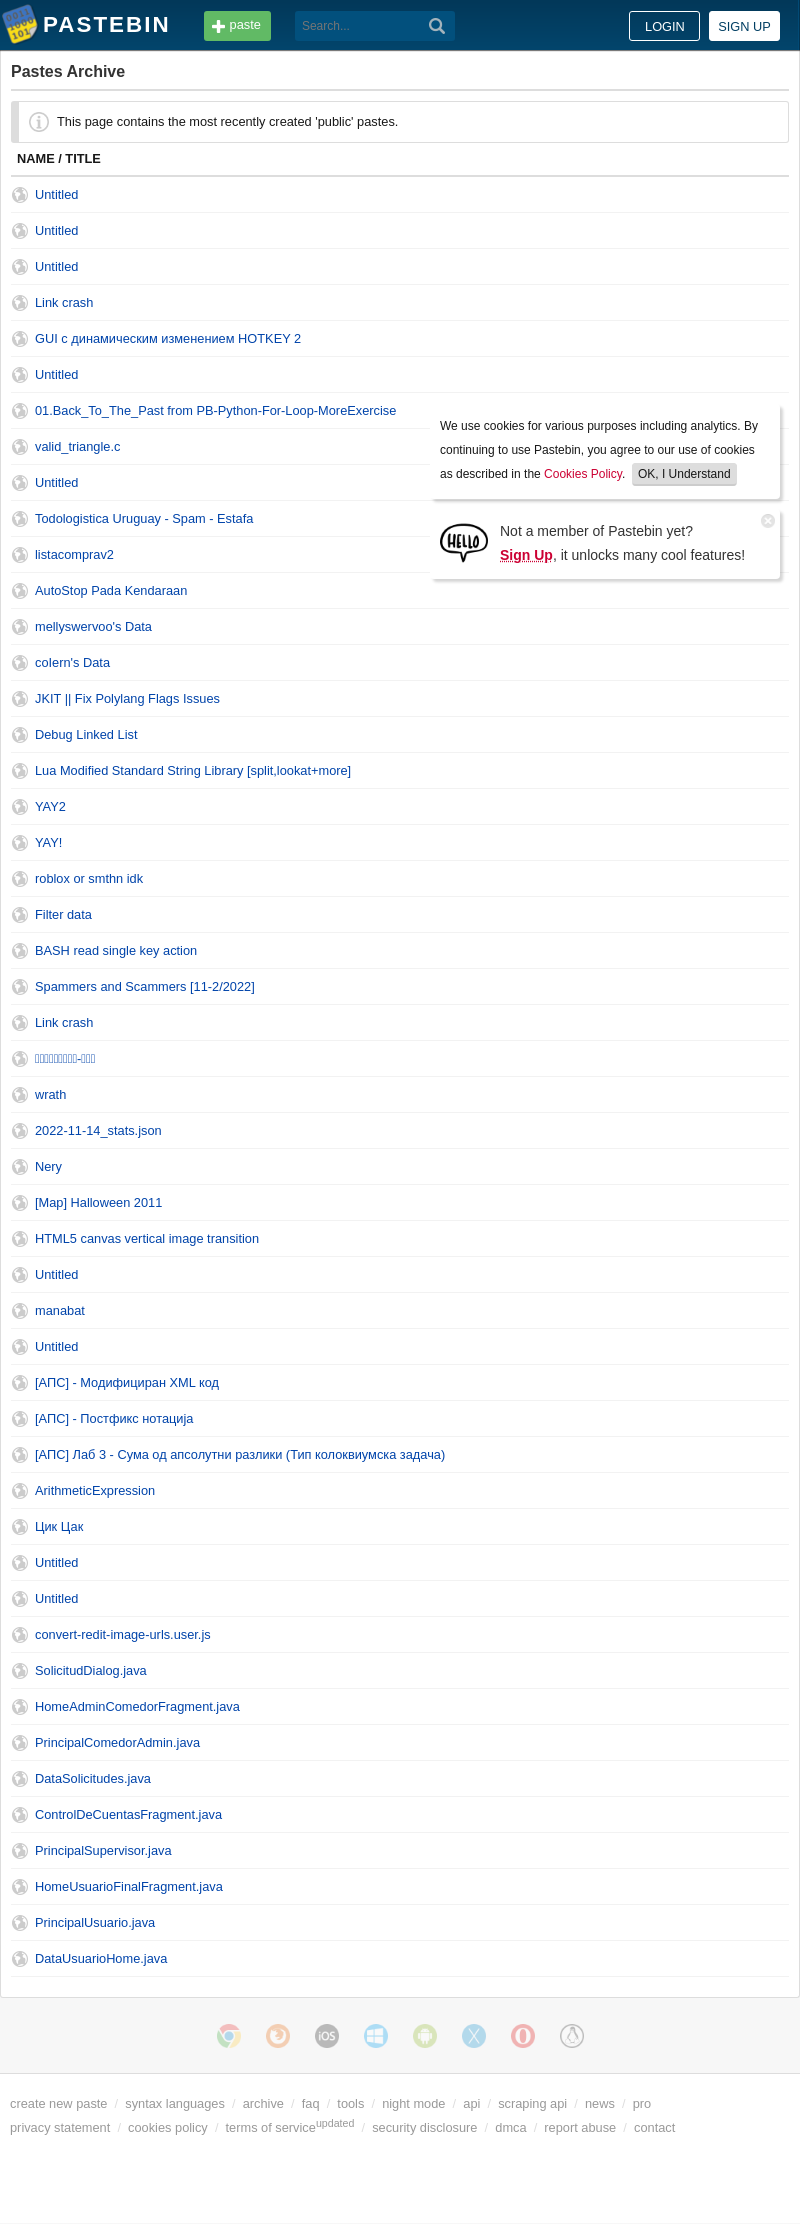 PASTEBIN
paste
Search...
LOGIN
SIGN UP
Pastes Archive
This page contains the most recently created 'public' pastes.
NAME / TITLE
Untitled
Untitled
Untitled
Link crash
GUI с динамическим изменением HOTKEY 2
Untitled
01.Back_To_The_Past from PB-Python-For-Loop-MoreExercise
valid_triangle.c
Untitled
Todologistica Uruguay - Spam - Estafa
listacomprav2
AutoStop Pada Kendaraan
We use cookies for various purposes including analytics. By
continuing to use Pastebin, you agree to our use of cookies
as described in the Cookies Policy. OK, I Understand
HELLO
Not a member of Pastebin yet?
Sign Up, it unlocks many cool features!
mellyswervoo's Data
coIern's Data
JKIT || Fix Polylang Flags Issues
Debug Linked List
Lua Modified Standard String Library [split,lookat+more]
YAY2
YAY!
roblox or smthn idk
Filter data
BASH read single key action
Spammers and Scammers [11-2/2022]
Link crash
wrath
2022-11-14_stats.json
Nery
[Map] Halloween 2011
HTML5 canvas vertical image transition
Untitled
manabat
Untitled
[АПС] - Модифициран XML код
[АПС] - Постфикс нотација
[АПС] Лаб 3 - Сума од апсолутни разлики (Тип колоквиумска задача)
ArithmeticExpression
Цик Цак
Untitled
Untitled
convert-redit-image-urls.user.js
SolicitudDialog.java
HomeAdminComedorFragment.java
PrincipalComedorAdmin.java
DataSolicitudes.java
ControlDeCuentasFragment.java
PrincipalSupervisor.java
HomeUsuarioFinalFragment.java
PrincipalUsuario.java
DataUsuarioHome.java
iOS
create new paste / syntax languages / archive / faq / tools / night mode / api / scraping api / news / pro
privacy statement / cookies policy / terms of service updated / security disclosure / dmca / report abuse / contact